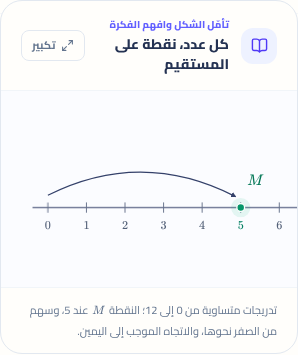 تأمّل الشكل وافهم الفكرة
كل عدد، نقطة على
المستقيم
تكبير
M
0 1 2 3 4 5 6
تدريجات متساوية من 0 إلى 12؛ النقطة M عند 5، وسهم
من الصفر نحوها، والاتجاه الموجب إلى اليمين.